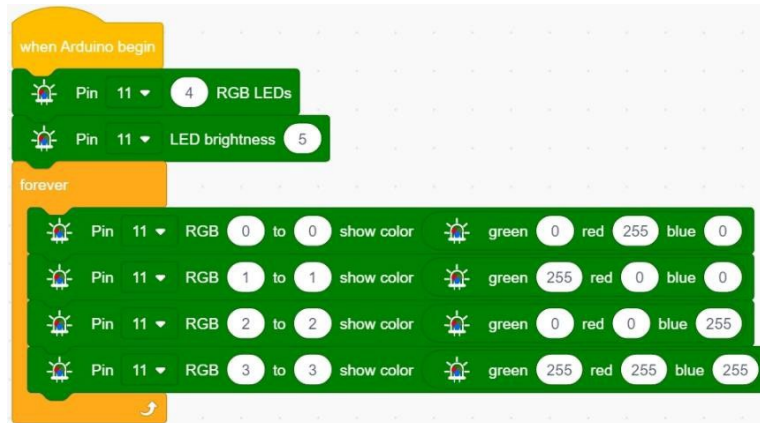 when Arduino begin
Pin 11 4 RGB LEDs
Pin 11 LED brightness 5
forever
Pin 11 RGB 0 to 0 show color green 0 red 255 blue 0
Pin 11 RGB 1 to 1 show color green 255 red 0 blue 0
Pin 11 RGB 2 to 2 show color green 0 red 0 blue 255
Pin 11 RGB 3 to 3 show color green 255 red 255 blue 255